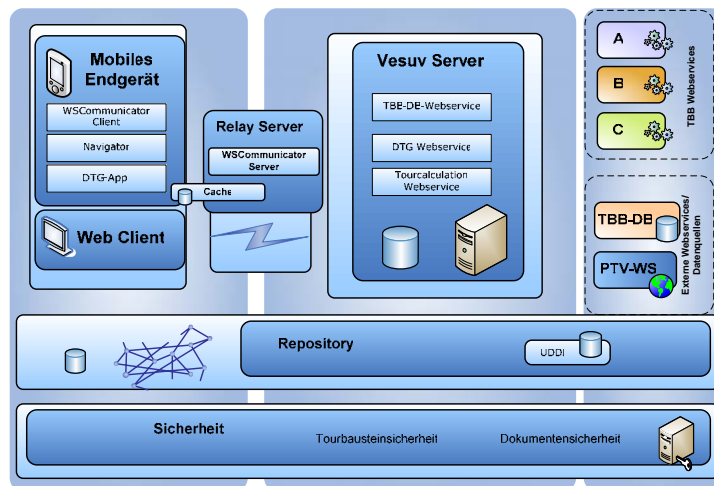 Mobiles
Endgerät
WSCommunicator
Client
Navigator
DTG-App
Cache
Web Client
Relay Server
WSCommunicator
Server
Vesuv Server
TBB-DB-Webservice
DTG Webservice
Tourcalculation
Webservice
A
B
C
TBB Webservices
TBB-DB
PTV-WS
Externe Webservices/
Datenquellen
Repository
UDDI
Sicherheit
Tourbausteinsicherheit
Dokumentensicherheit